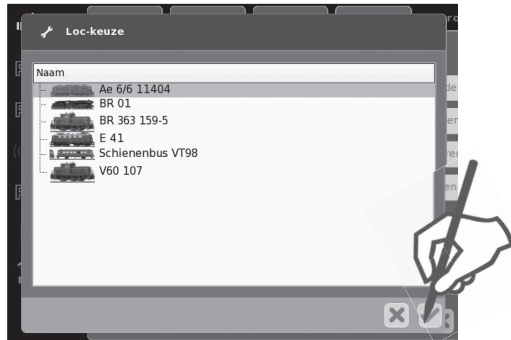 Loc-keuze
Naam
Ae 6/6 11404
BR 01
BR 363 159-5
E 41
Schienenbus VT98
V60 107